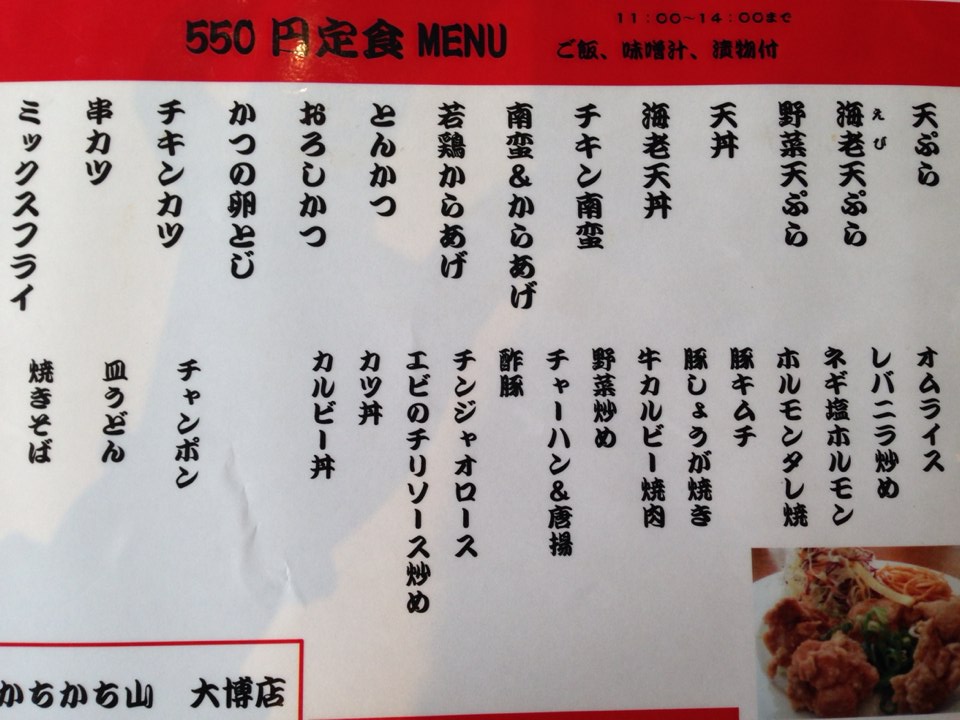 550円定食MENU
11:00～14:00まで
ご飯、味噌汁、漬物付
天ぷら
海老天ぷら
えび
野菜天ぷら
天丼
海老天丼
チキン南蛮
南蛮&からあげ
若鶏からあげ
とんかつ
おろしかつ
かつの卵とじ
チキンカツ
串カツ
ミックスフライ
オムライス
レバニラ炒め
ネギ塩ホルモン
ホルモンタレ焼
豚キムチ
豚しょうが焼き
牛カルビー焼肉
野菜炒め
チャーハン&唐揚
酢豚
チンジャオロース
エビのチリソース炒め
カツ丼
カルビー丼
チャンポン
皿うどん
焼きそば
かちかち山 大博店